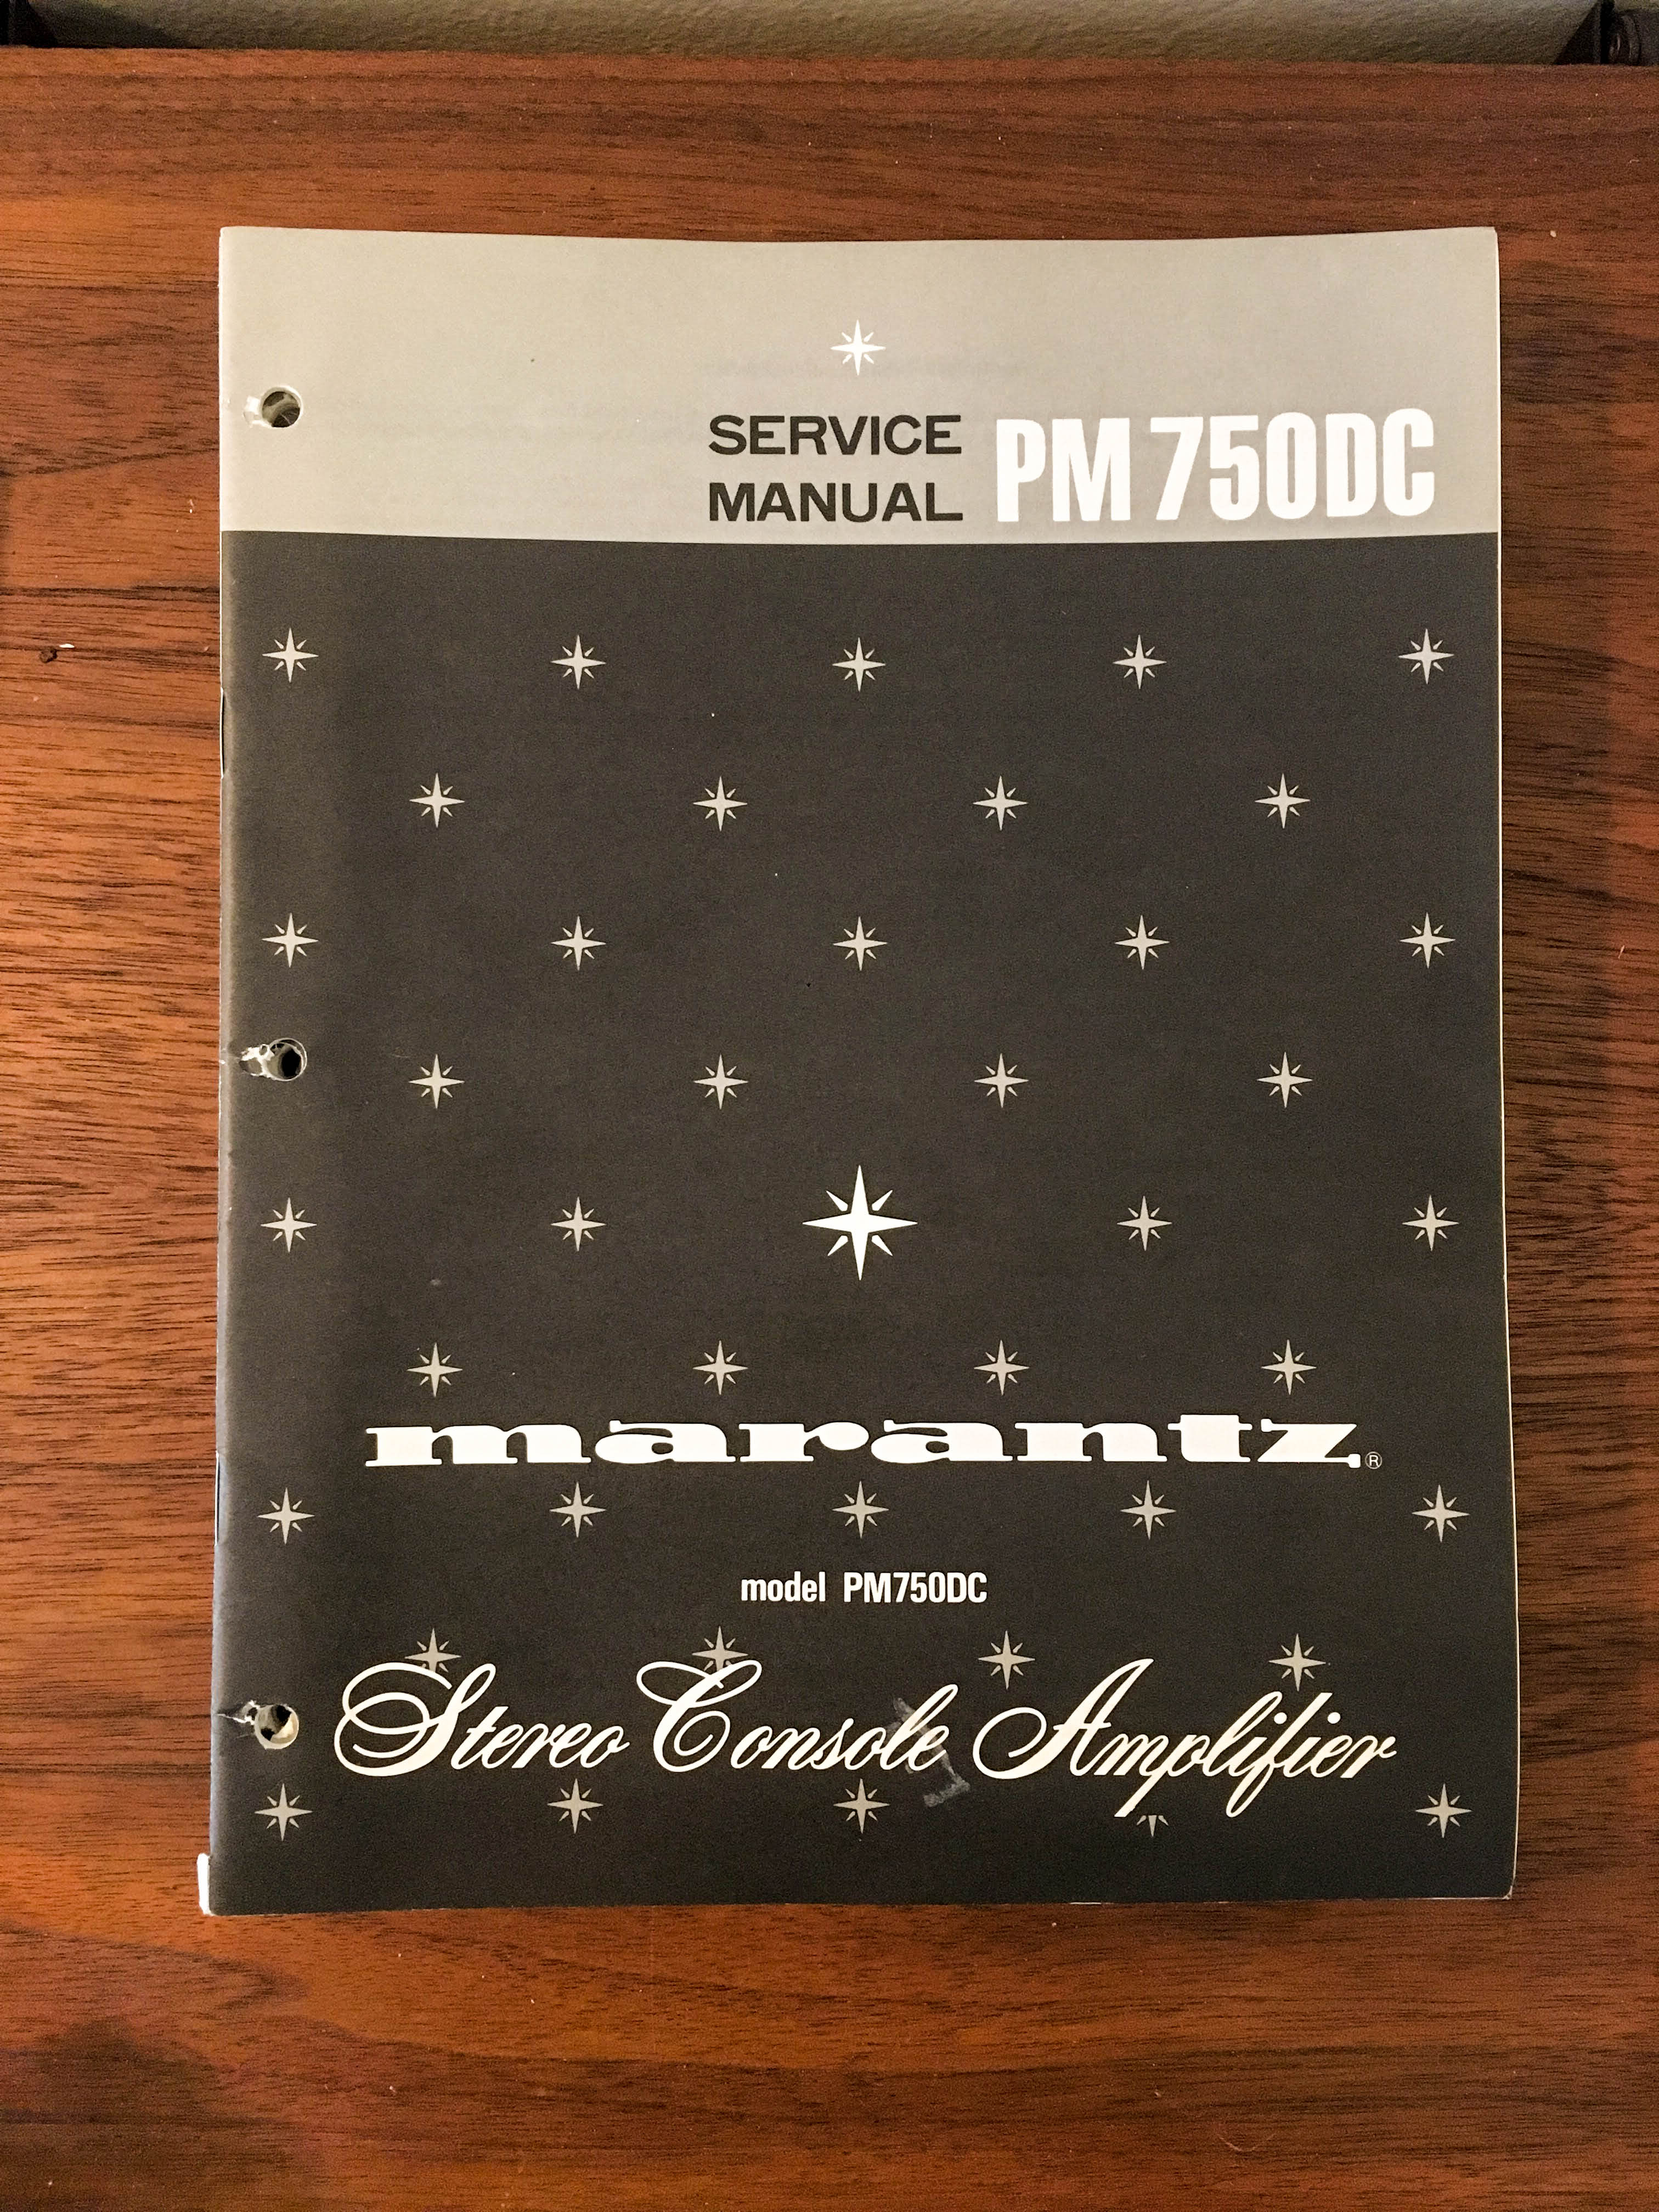 SERVICE
MANUAL PM 750DC
marantz®
model PM750DC
Stereo Console Amplifier